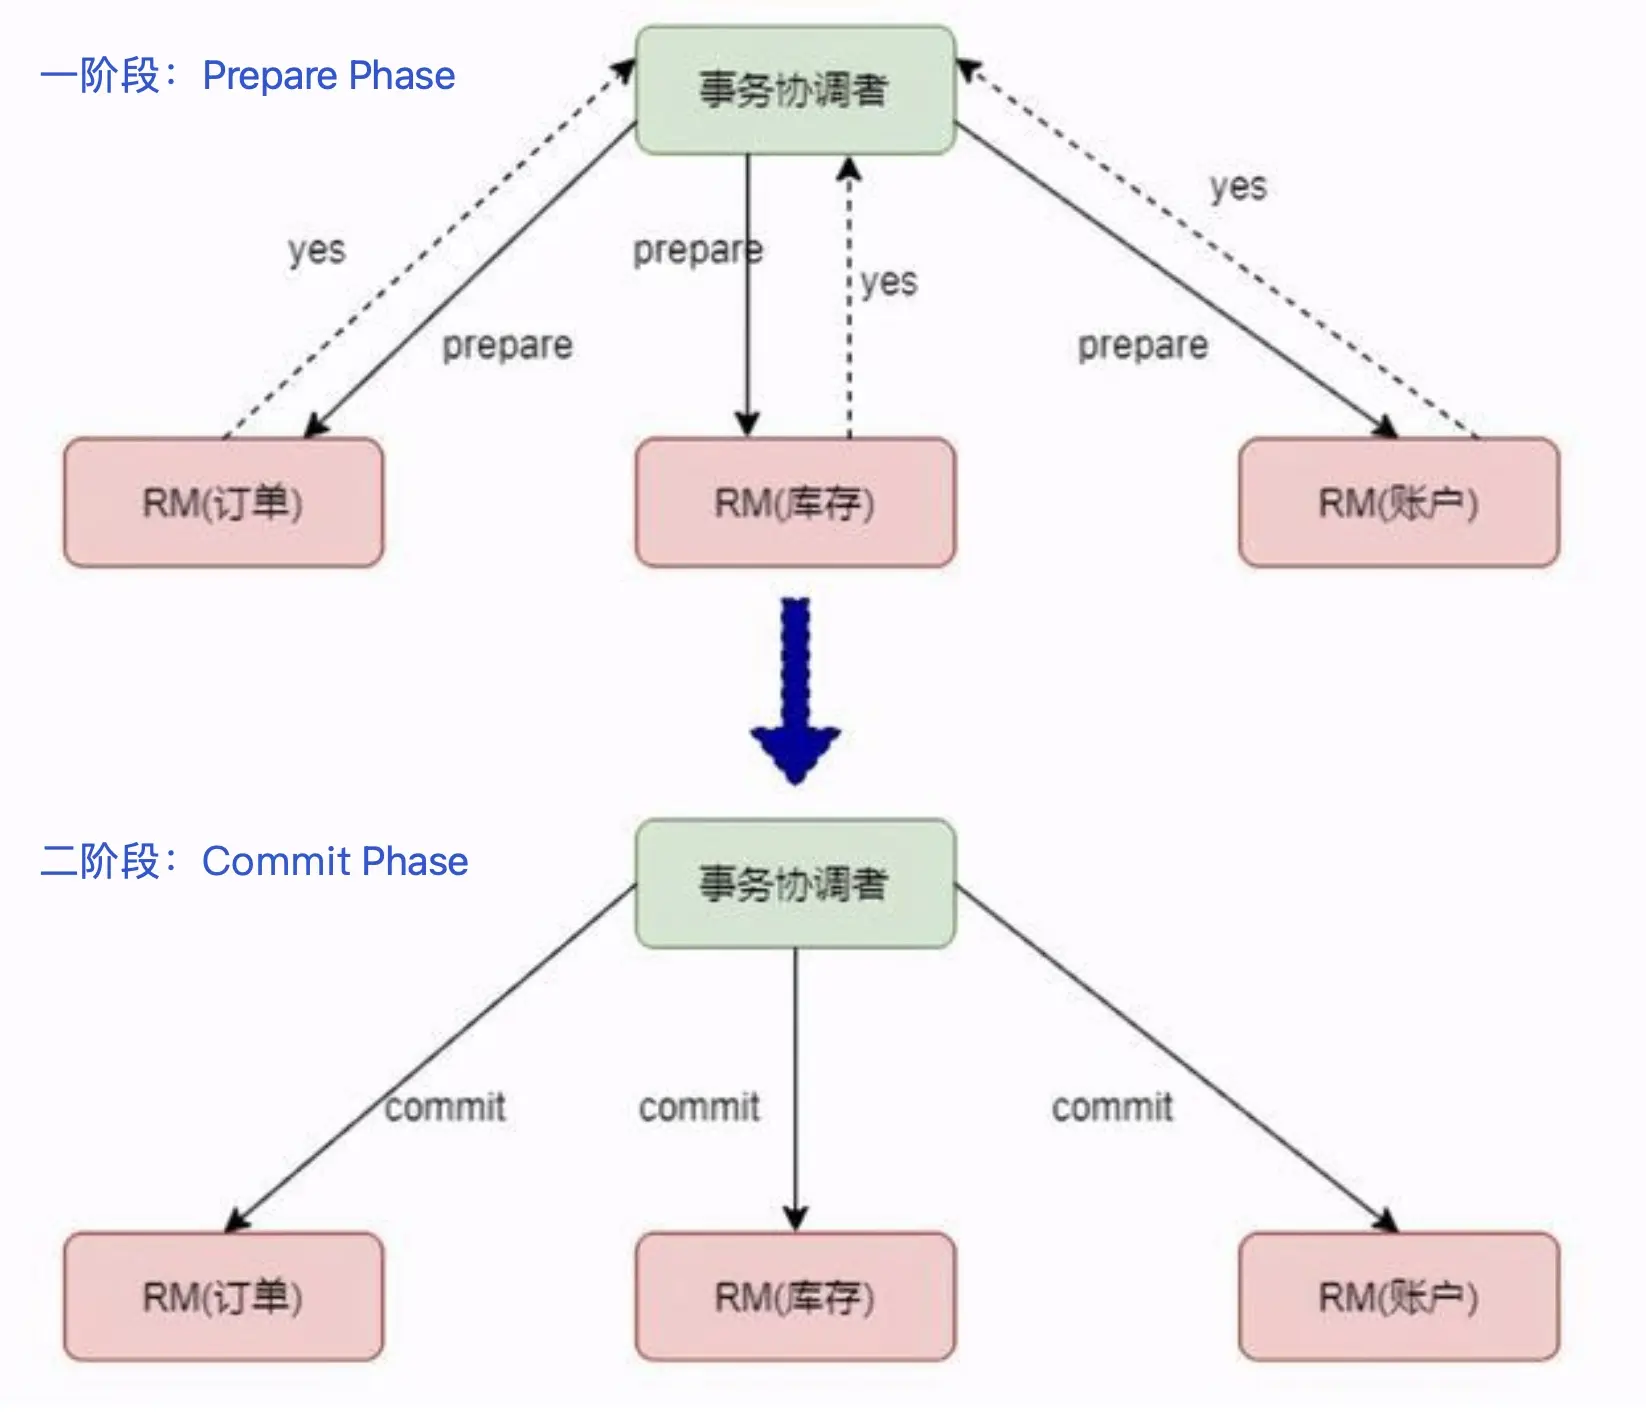 一阶段：Prepare Phase
事务协调者
yes
yes
prepare
yes
prepare
prepare
RM(订单)
RM(库存)
RM(账户)
二阶段：Commit Phase
事务协调者
commit
commit
commit
RM(订单)
RM(库存)
RM(账户)